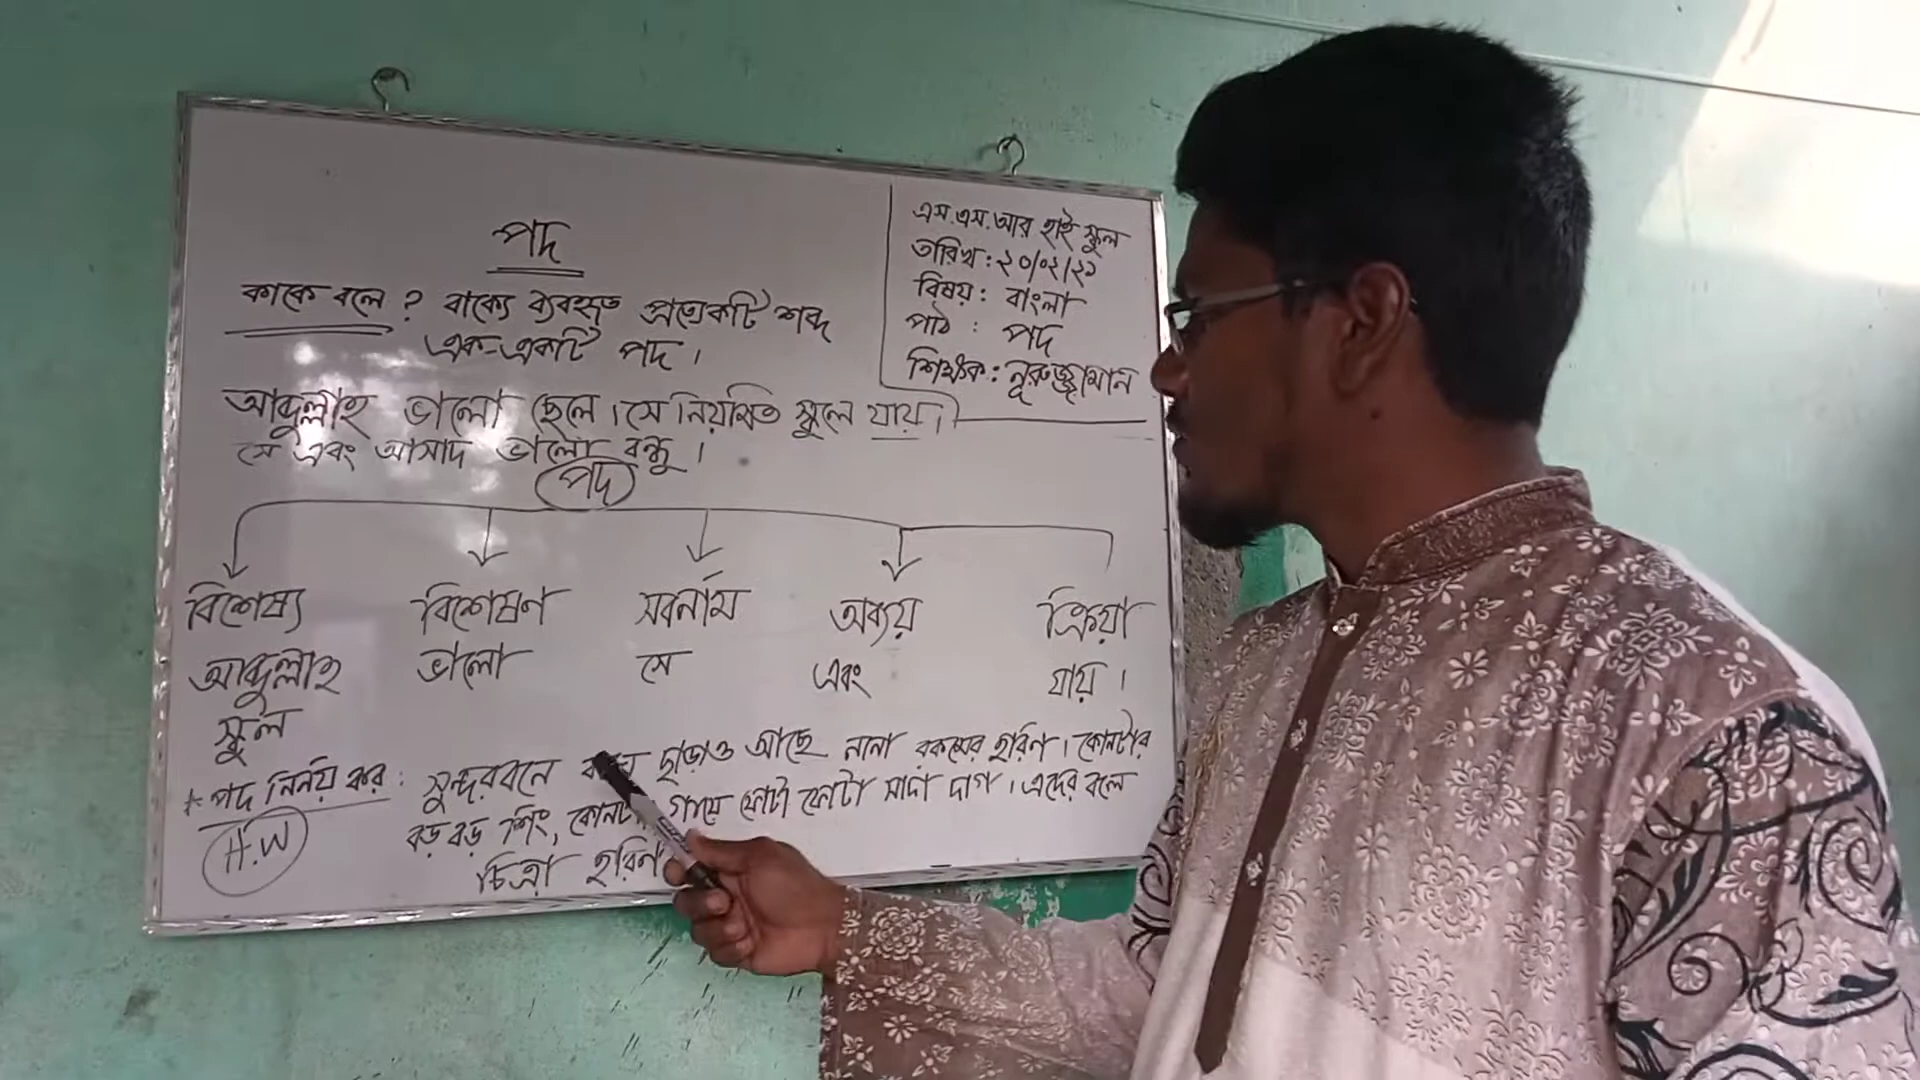 পদ
কাকে বলে ? বাক্যে ব্যবহৃত প্রত্যেকটি শব্দ
এক-একটি পদ ।
এস.এস.আর হাই স্কুল
তারিখ : ২০/০২/২১
বিষয় : বাংলা
পাঠ : পদ
শিক্ষক : নূরুজ্জামান
আব্দুল্লাহ ভালো ছেলে । সে নিয়মিত স্কুলে যায় ।
সে এবং আসাদ ভালো বন্ধু ।
পদ
বিশেষ্য বিশেষণ সর্বনাম অব্যয় ক্রিয়া
আব্দুল্লাহ ভালো সে এবং যায় ।
স্কুল
* পদ নির্নয় কর : সুন্দরবনে ছাড়াও আছে নানা রকমের হরিণ । কোনটার
বড় বড় শিং, গায়ে ফোটা ফোটা সাদা দাগ । এদের বলে
চিত্রা হরিণ
H.W